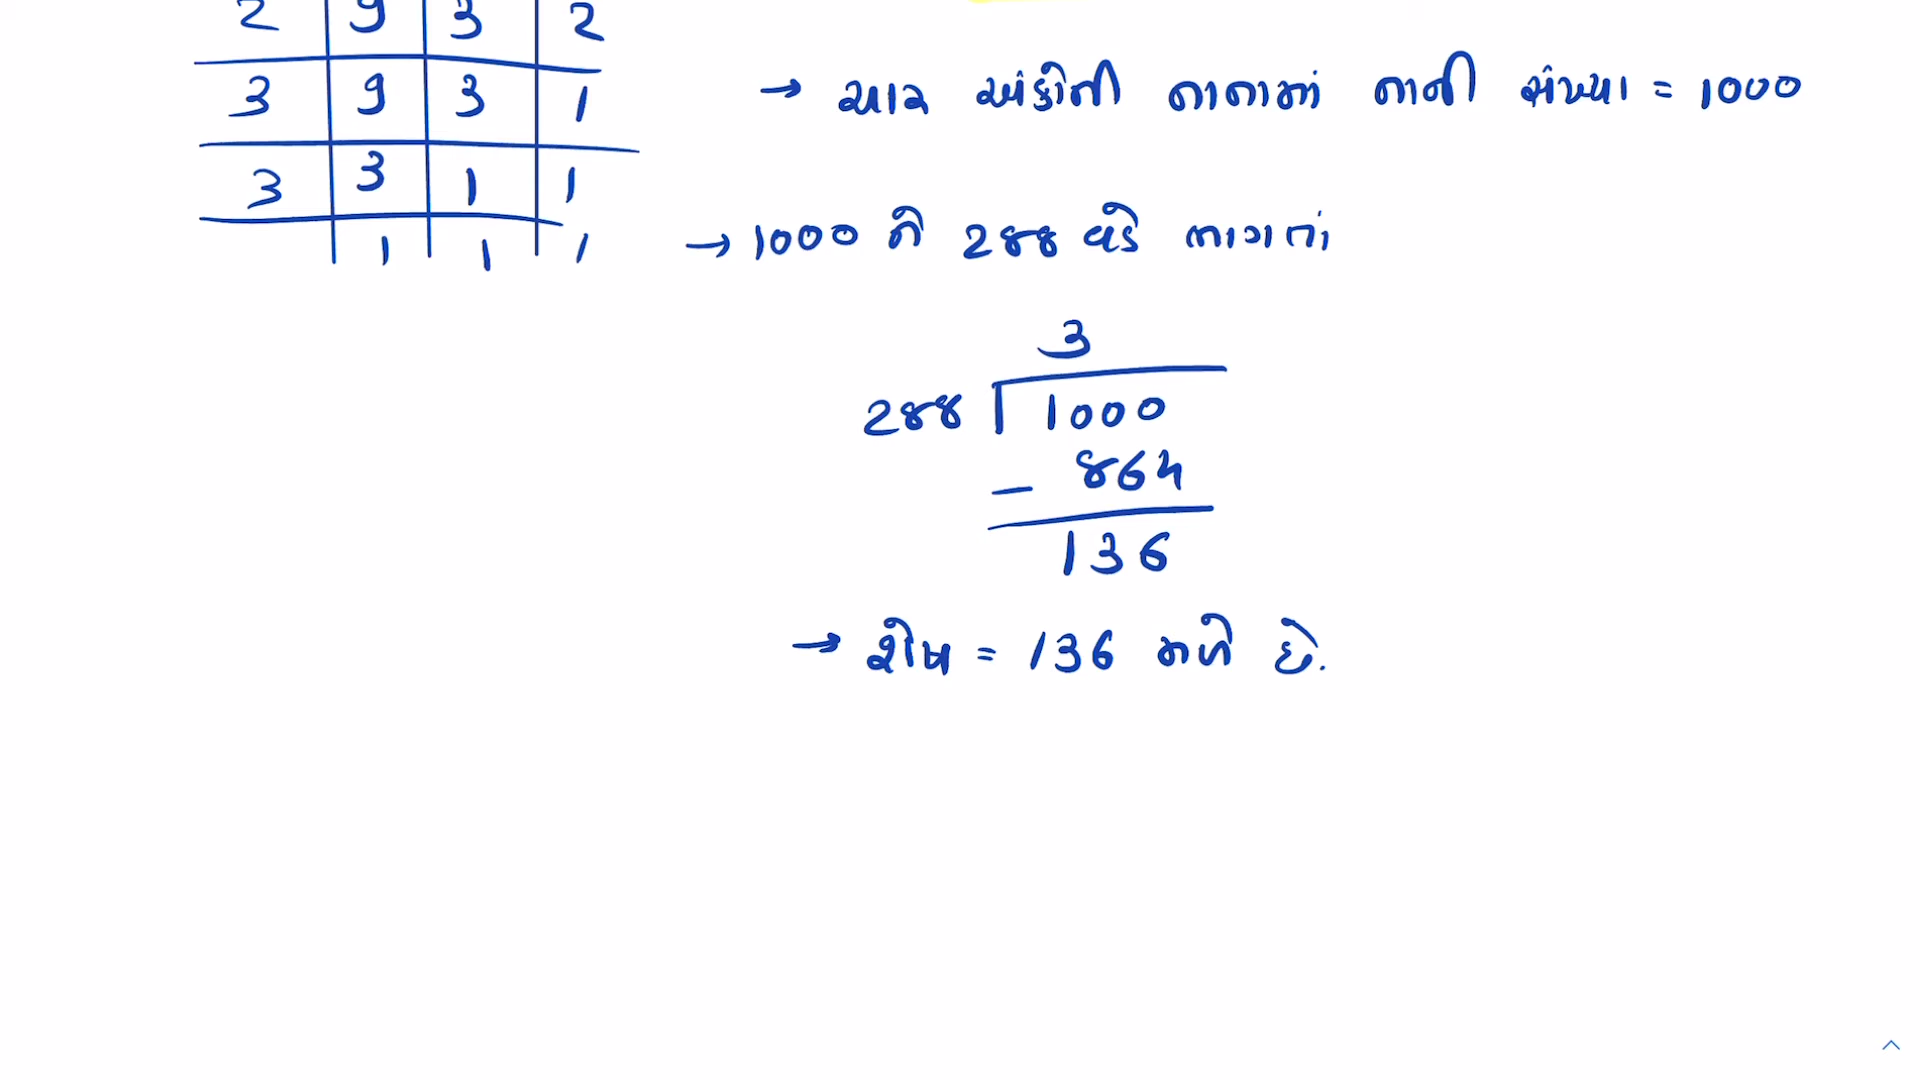 2 9 3 2
3 9 3 1
3 3 1 1
1 1 1
→ ચાર અંકોની નાનામાં નાની સંખ્યા = 1000
→ 1000 ને 288 વડે ભાગતાં
3
288 1000
- 864
136
→ શેષ = 136 મળે છે.